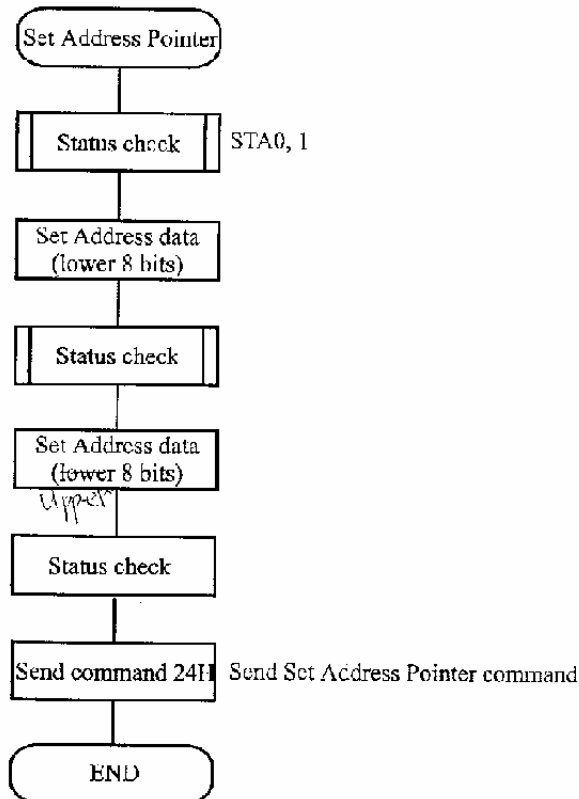 Set Address Pointer
Status check
STA0, 1
Set Address data
(lower 8 bits)
Status check
Set Address data
(lower 8 bits)
Upper
Status check
Send command 24H
Send Set Address Pointer command
END